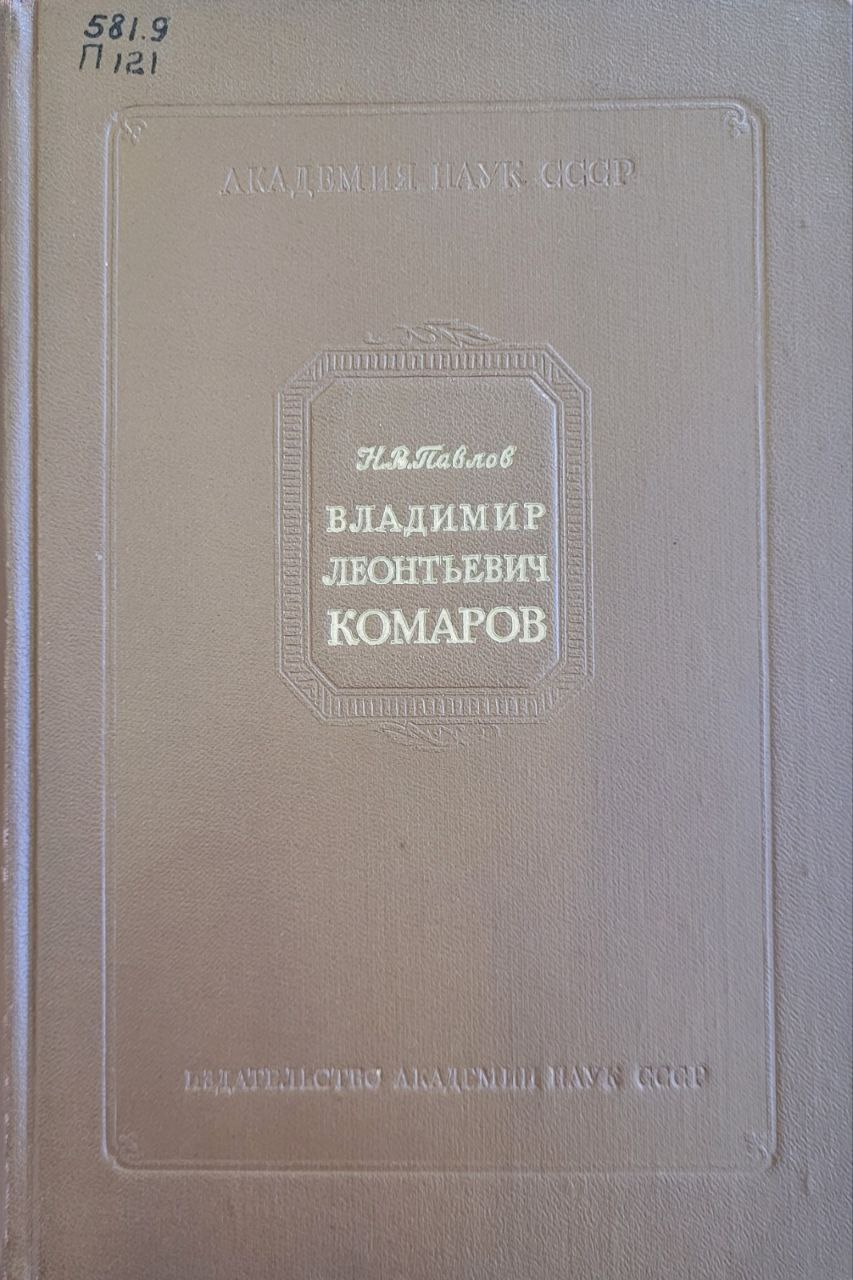 581.9
П 121
АКАДЕМИЯ НАУК СССР
Н.В.Павлов
ВЛАДИМИР
ЛЕОНТЬЕВИЧ
КОМАРОВ
ИЗДАТЕЛЬСТВО АКАДЕМИИ НАУК СССР